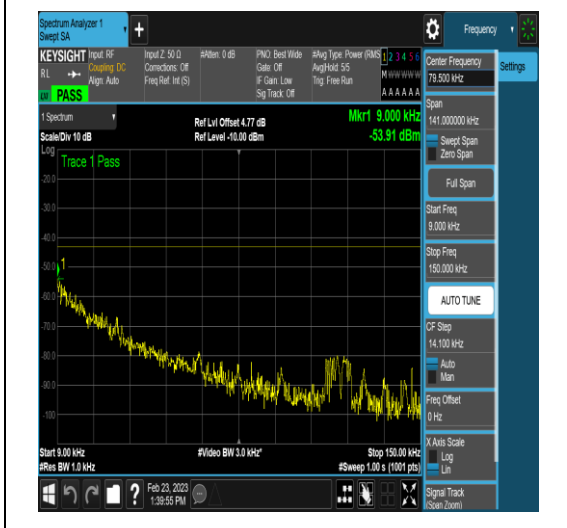 Spectrum Analyzer 1
Swept SA
+
Frequency
KEYSIGHT
RL
PASS
Input: RF
Coupling: DC
Align: Auto
Input Z: 50 Ω
Corrections: Off
Freq Ref: Int (S)
#Atten: 0 dB
PNO: Best Wide
Gate: Off
IF Gain: Low
Sig Track: Off
#Avg Type: Power (RMS
Avg|Hold: 5/5
Trig: Free Run
1 2 3 4 5 6
M W W W W W
A A A A A A
Center Frequency
79.500 kHz
Settings
Span
141.000000 kHz
Swept Span
Zero Span
Full Span
Start Freq
9.000 kHz
Stop Freq
150.000 kHz
AUTO TUNE
CF Step
14.100 kHz
Auto
Man
Freq Offset
0 Hz
X Axis Scale
Log
Lin
Signal Track
(Span Zoom)
1 Spectrum
Scale/Div 10 dB
Ref Lvl Offset 4.77 dB
Ref Level -10.00 dBm
Mkr1 9.000 kHz
-53.91 dBm
Log
Trace 1 Pass
1
-20.0
-30.0
-40.0
-50.0
-60.0
-70.0
-80.0
-90.0
-100
Start 9.00 kHz
#Res BW 1.0 kHz
#Video BW 3.0 kHz*
Stop 150.00 kHz
#Sweep 1.00 s (1001 pts)
?
Feb 23, 2023
1:39:55 PM